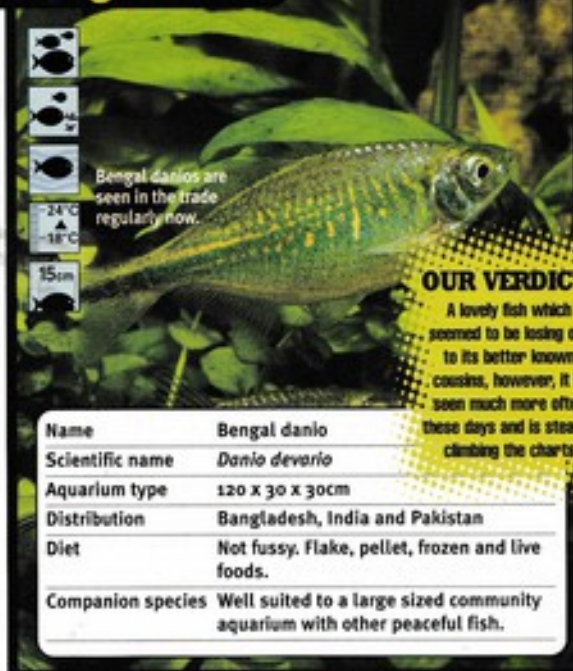 Bengal danios are
seen in the trade
regularly now.
-24°C
-18°C
15cm
OUR VERDIC
A lovely fish which
seemed to be losing o
to its better known
cousins, however, it
seen much more ofte
these days and is stea
climbing the charts
Name Bengal danio
Scientific name Danio devario
Aquarium type 120 x 30 x 30cm
Distribution Bangladesh, India and Pakistan
Diet Not fussy. Flake, pellet, frozen and live
foods.
Companion species Well suited to a large sized community
aquarium with other peaceful fish.